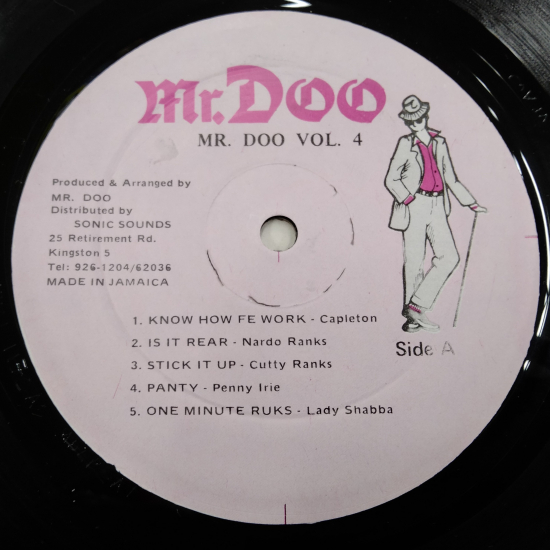 Mr. Doo
MR. DOO VOL. 4
Produced & Arranged by
MR. DOO
Distributed by
SONIC SOUNDS
25 Retirement Rd.
Kingston 5
Tel: 926-1204/62036
MADE IN JAMAICA
1. KNOW HOW FE WORK - Capleton
2. IS IT REAR - Nardo Ranks
3. STICK IT UP - Cutty Ranks
4. PANTY - Penny Irie
5. ONE MINUTE RUKS - Lady Shabba
Side A